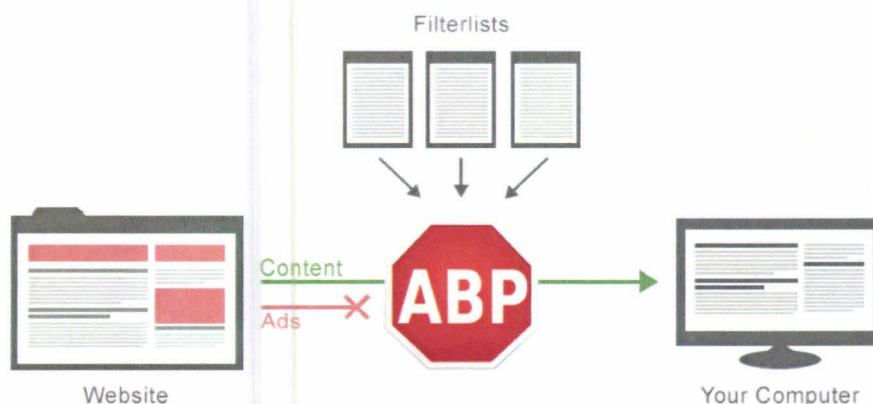 Filterlists
Content
ABP
Ads
Website
Your Computer